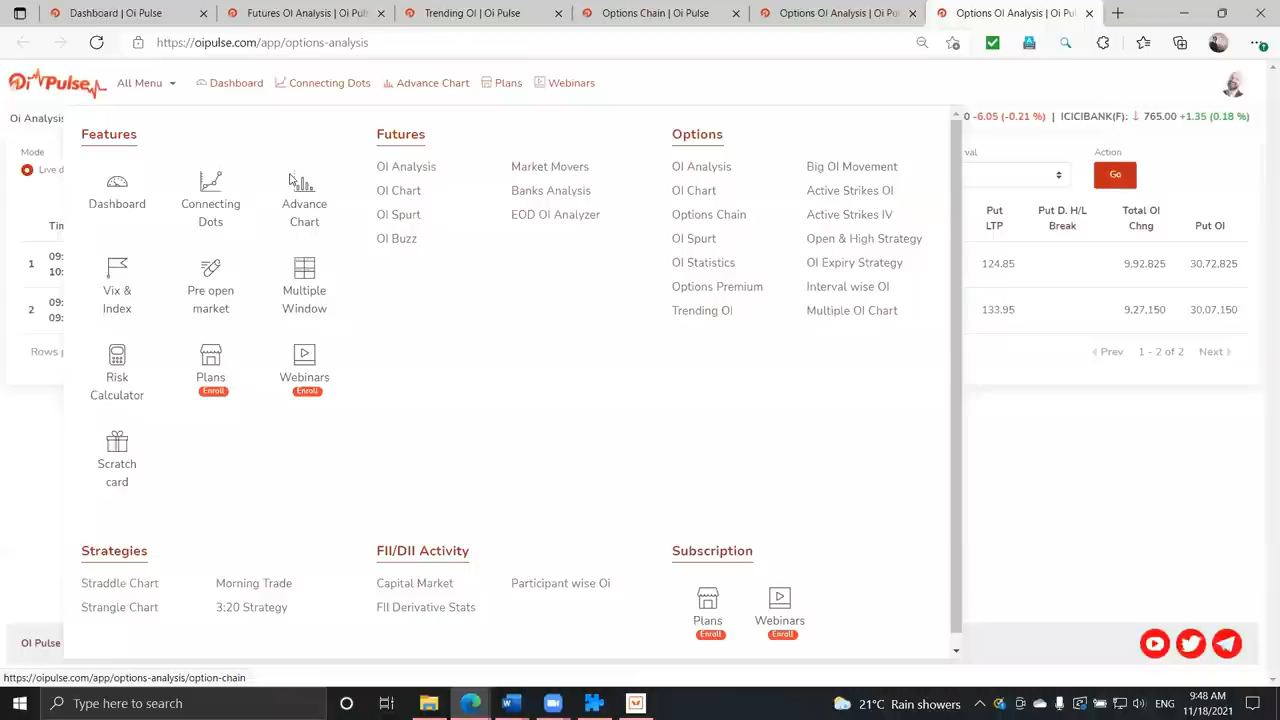 Dashboard | Oi Pulse
Futures OI Analysis | Oi Pulse
Trending OI | Oi Pulse
Options Chain | Oi Pulse
Options OI Analysis | Oi Pul
Options OI Analysis | Oi Pul
https://oipulse.com/app/options-analysis
Oi Pulse
All Menu
Dashboard
Connecting Dots
Advance Chart
Plans
Webinars
Oi Analysis
0 -6.05 (-0.21 %) | ICICIBANK(F): ↓ 765.00 +1.35 (0.18 %)
Mode
Live d
val
Action
Go
Features
Dashboard
Connecting
Dots
Advance
Chart
Vix &
Index
Pre open
market
Multiple
Window
Risk
Calculator
Plans
Enroll
Webinars
Enroll
Scratch
card
Futures
OI Analysis
Market Movers
OI Chart
Banks Analysis
OI Spurt
EOD OI Analyzer
OI Buzz
Options
OI Analysis
Big OI Movement
OI Chart
Active Strikes OI
Options Chain
Active Strikes IV
OI Spurt
Open & High Strategy
OI Statistics
OI Expiry Strategy
Options Premium
Interval wise OI
Trending OI
Multiple OI Chart
Strategies
Straddle Chart
Morning Trade
Strangle Chart
3:20 Strategy
FII/DII Activity
Capital Market
Participant wise Oi
FII Derivative Stats
Subscription
Plans
Enroll
Webinars
Enroll
Tim
1
09:
10:
2
09:
09:
Rows p
Put
LTP
Put D. H/L
Break
Total OI
Chng
Put OI
124.85
9,92,825
30,72,825
133.95
9,27,150
30,07,150
Prev
1 - 2 of 2
Next
OI Pulse
https://oipulse.com/app/options-analysis/option-chain
Type here to search
21°C Rain showers
ENG
9:48 AM
11/18/2021